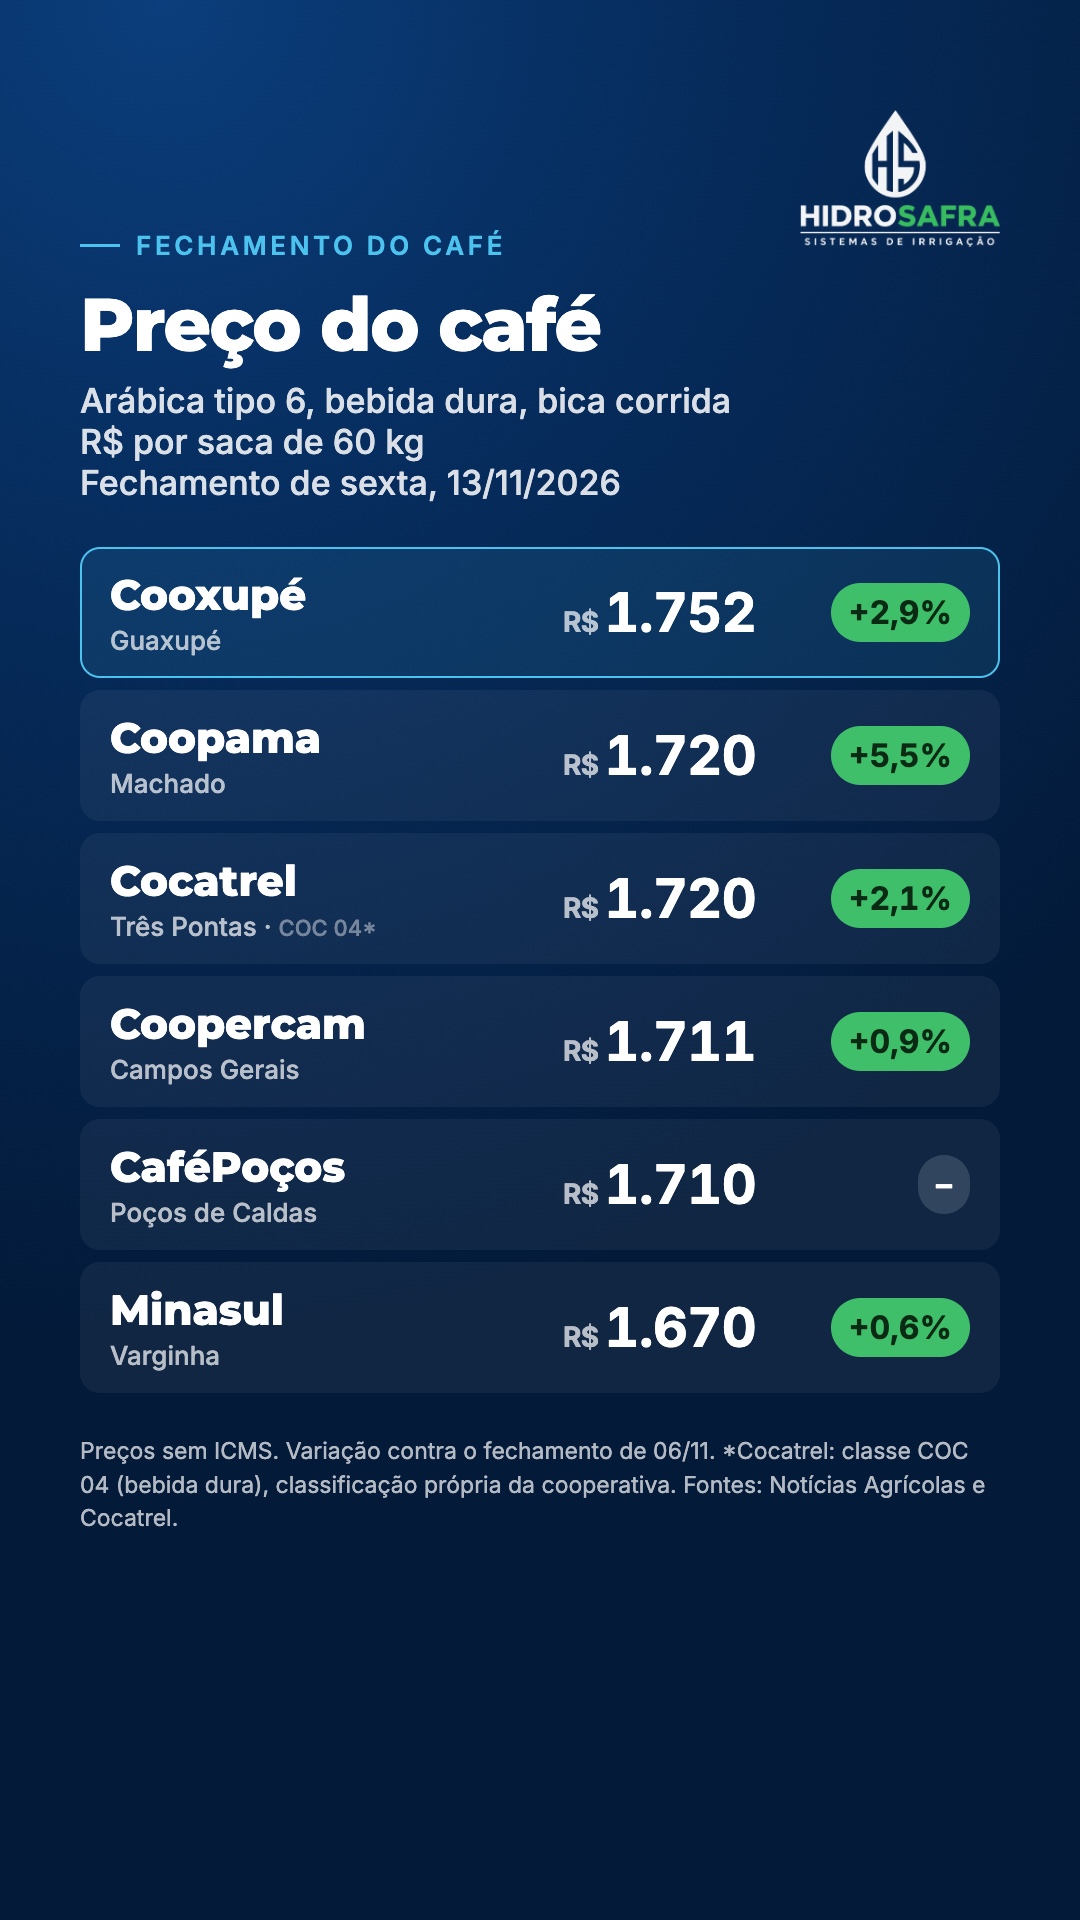 HS
HIDROSAFRA
SISTEMAS DE IRRIGAÇÃO
FECHAMENTO DO CAFÉ
Preço do café
Arábica tipo 6, bebida dura, bica corrida
R$ por saca de 60 kg
Fechamento de sexta, 13/11/2026
Cooxupé
Guaxupé
R$ 1.752
+2,9%
Coopama
Machado
R$ 1.720
+5,5%
Cocatrel
Três Pontas · COC 04*
R$ 1.720
+2,1%
Coopercam
Campos Gerais
R$ 1.711
+0,9%
CaféPoços
Poços de Caldas
R$ 1.710
–
Minasul
Varginha
R$ 1.670
+0,6%
Preços sem ICMS. Variação contra o fechamento de 06/11. *Cocatrel: classe COC
04 (bebida dura), classificação própria da cooperativa. Fontes: Notícias Agrícolas e
Cocatrel.